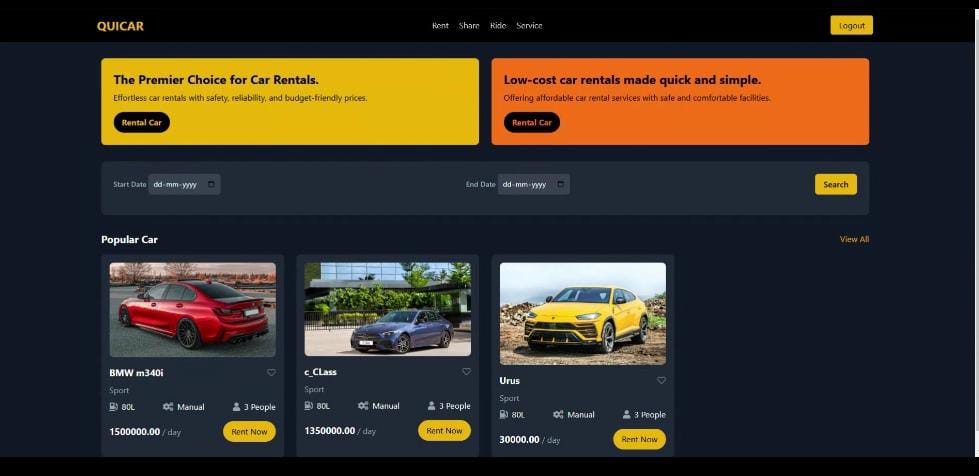 QUICAR
Rent Share Ride Service
Logout
The Premier Choice for Car Rentals.
Effortless car rentals with safety, reliability, and budget-friendly prices.
Rental Car
Low-cost car rentals made quick and simple.
Offering affordable car rental services with safe and comfortable facilities.
Rental Car
Start Date dd-mm-yyyy
End Date dd-mm-yyyy
Search
Popular Car
View All
BMW m340i
Sport
80L Manual 3 People
1500000.00 / day
Rent Now
c_CLass
Sport
80L Manual 3 People
1350000.00 / day
Rent Now
Urus
Sport
80L Manual 3 People
30000.00 / day
Rent Now